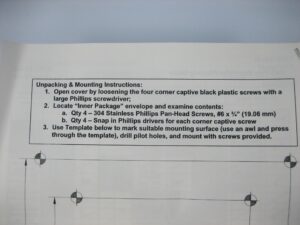 Unpacking & Mounting Instructions:
1. Open cover by loosening the four corner captive black plastic screws with a
large Phillips screwdriver;
2. Locate "Inner Package" envelope and examine contents:
a. Qty 4 – 304 Stainless Phillips Pan-Head Screws, #6 x ¾" (19.06 mm)
b. Qty 4 – Snap in Phillips drivers for each corner captive screw
3. Use Template below to mark suitable mounting surface (use an awl and press
through the template), drill pilot holes, and mount with screws provided.